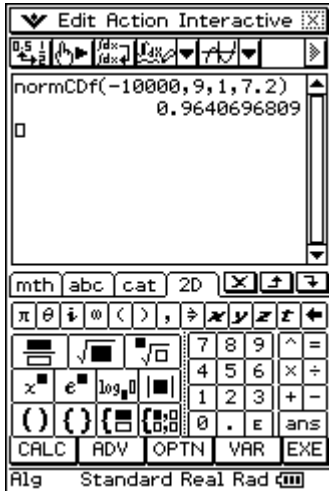 Edit Action Interactive
normCDf(-10000,9,1,7.2)
0.9640696809
mth abc cat 2D
π θ i ∞ ( ) , ⇒ x y z t ←
√■ ■√□ 7 8 9 ^ =
x■ e■ log■□ |■| 4 5 6 × ÷
1 2 3 + -
( ) { } 0 . E ans
CALC ADV OPTN VAR EXE
Alg Standard Real Rad